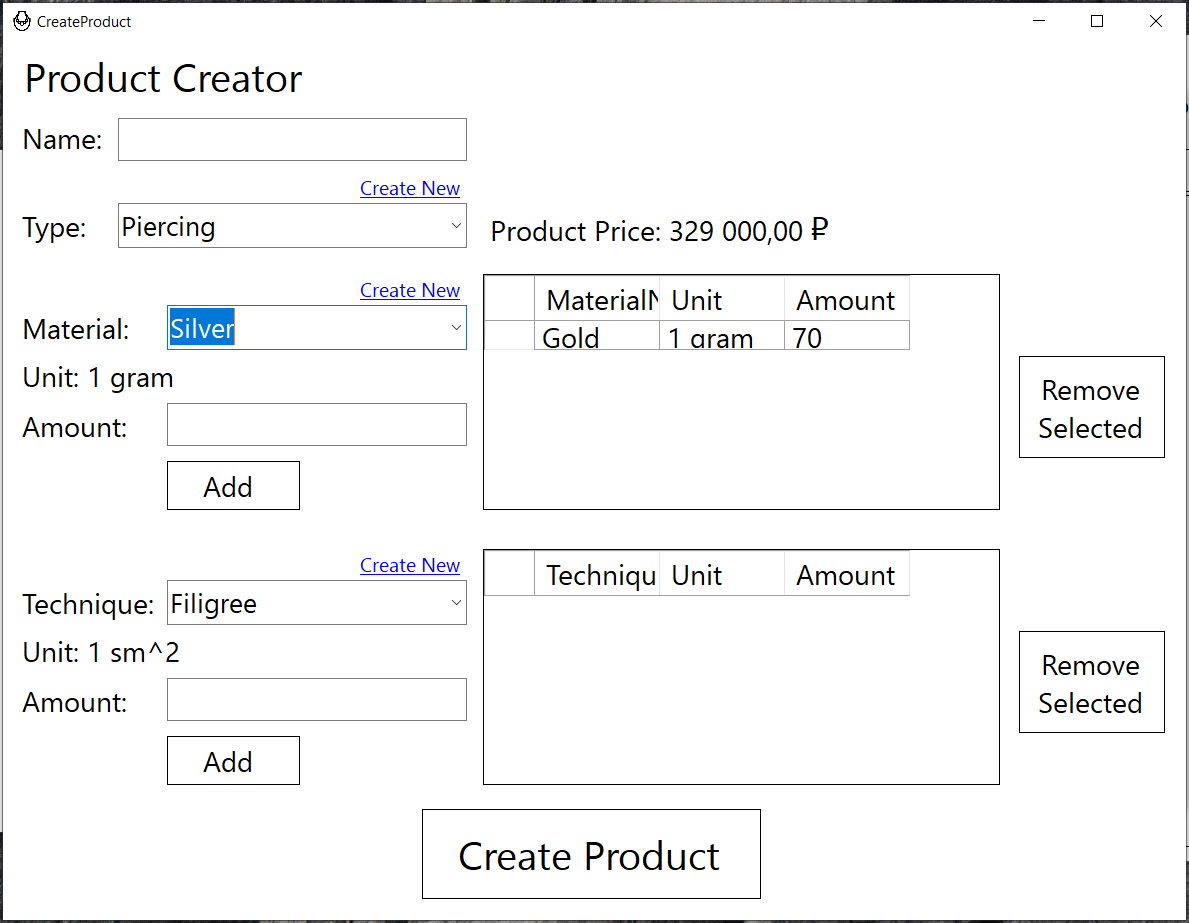 CreateProduct
Product Creator
Name:
Create New
Type: Piercing
Product Price: 329 000,00 ₽
Create New
Material: Silver
Unit: 1 gram
Amount:
Add
MaterialN Unit Amount
Gold 1 gram 70
Remove
Selected
Create New
Technique: Filigree
Unit: 1 sm^2
Amount:
Add
Techniqu Unit Amount
Remove
Selected
Create Product